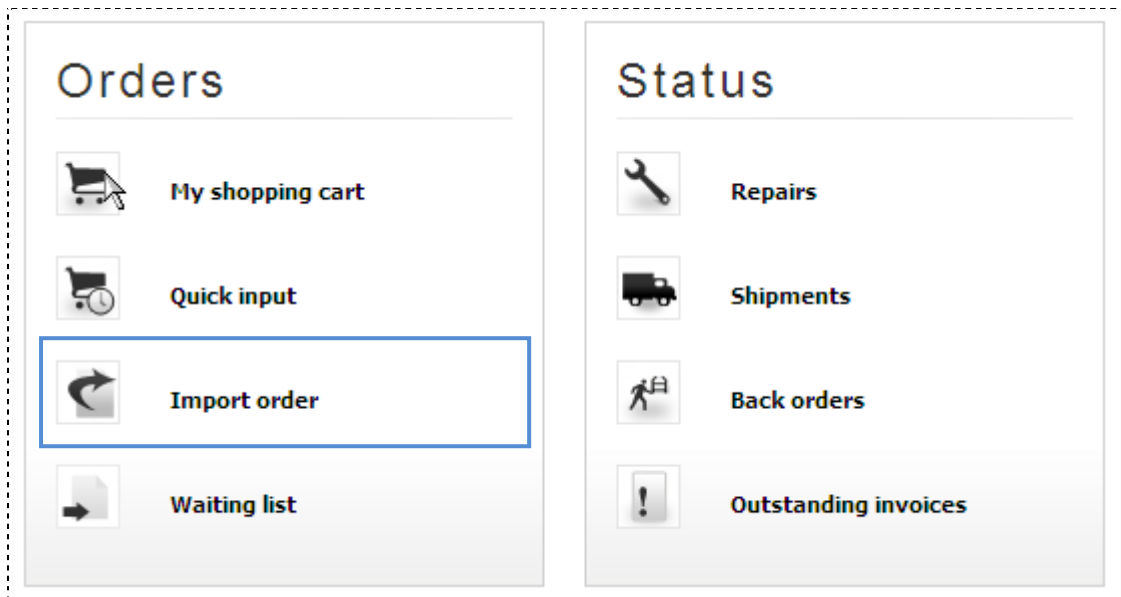 Orders
My shopping cart
Quick input
Import order
Waiting list
Status
Repairs
Shipments
Back orders
Outstanding invoices